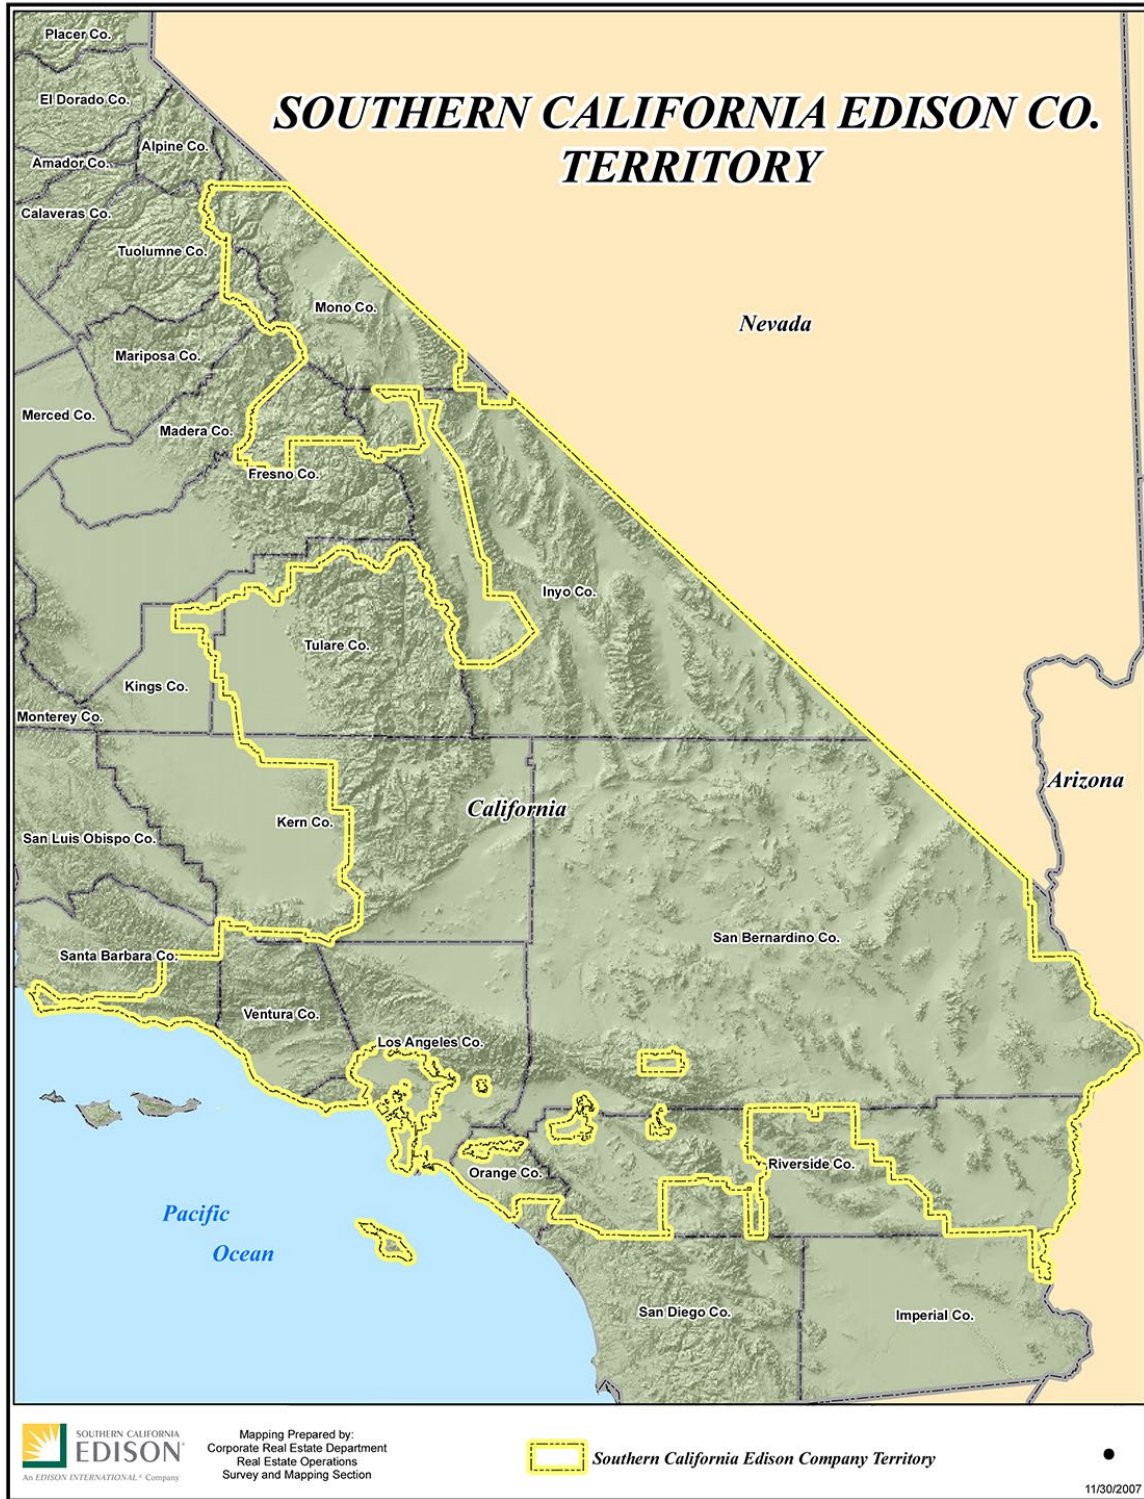 SOUTHERN CALIFORNIA EDISON CO.
TERRITORY
Placer Co.
El Dorado Co.
Alpine Co.
Amador Co.
Calaveras Co.
Tuolumne Co.
Mono Co.
Nevada
Mariposa Co.
Merced Co.
Madera Co.
Fresno Co.
Inyo Co.
Tulare Co.
Kings Co.
Monterey Co.
Arizona
California
Kern Co.
San Luis Obispo Co.
San Bernardino Co.
Santa Barbara Co.
Ventura Co.
Los Angeles Co.
Riverside Co.
Orange Co.
Pacific
Ocean
San Diego Co.
Imperial Co.
SOUTHERN CALIFORNIA
EDISON
An EDISON INTERNATIONAL® Company
Mapping Prepared by:
Corporate Real Estate Department
Real Estate Operations
Survey and Mapping Section
Southern California Edison Company Territory
11/30/2007